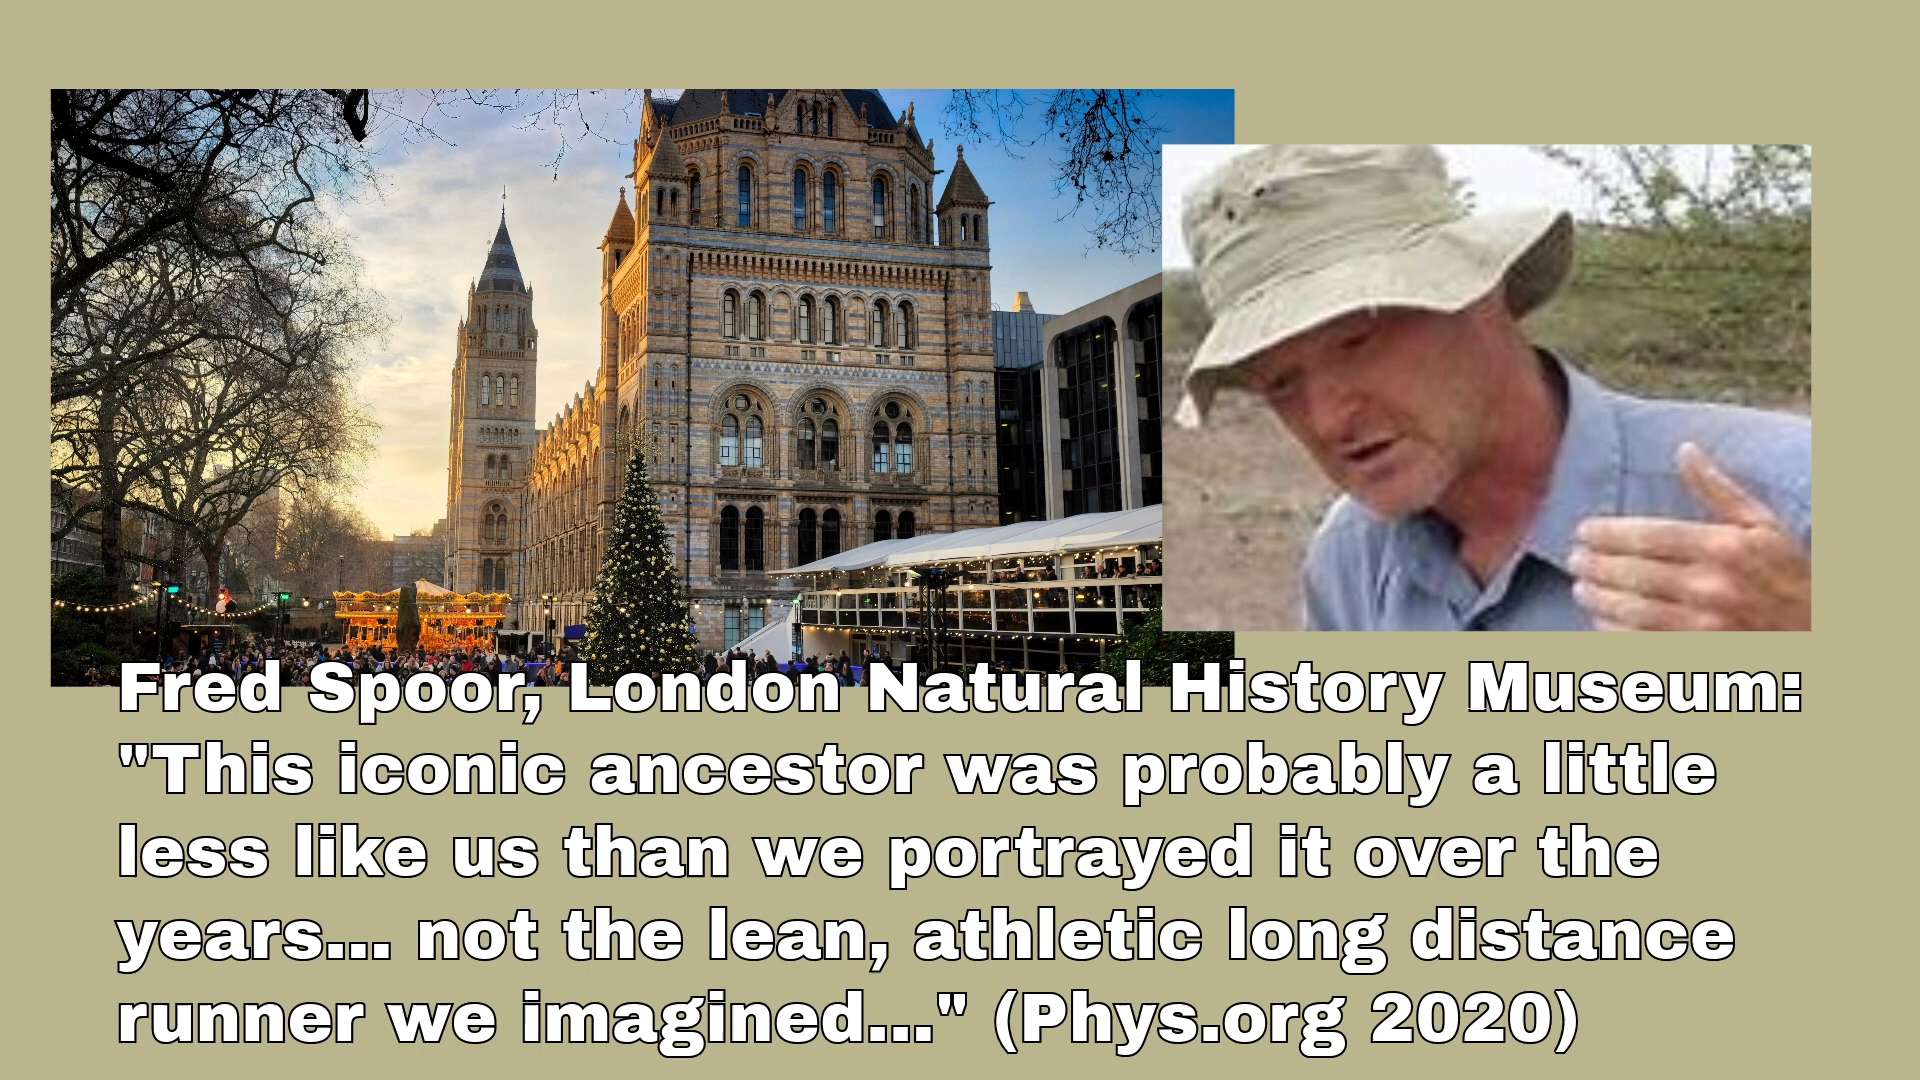 Fred Spoor, London Natural History Museum:
"This iconic ancestor was probably a little
less like us than we portrayed it over the
years... not the lean, athletic long distance
runner we imagined..." (Phys.org 2020)